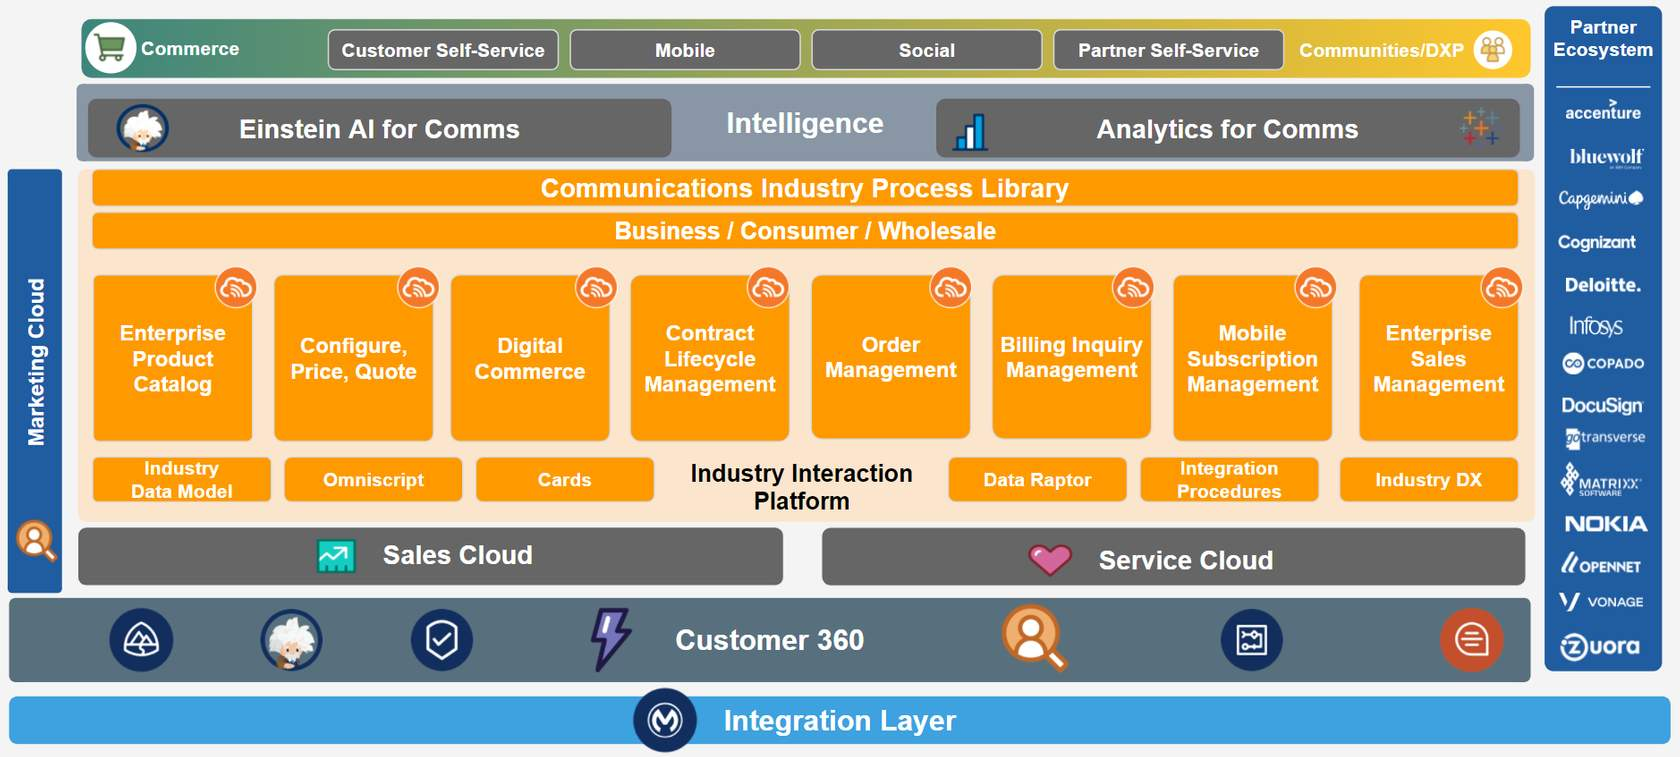 Commerce
Customer Self-Service
Mobile
Social
Partner Self-Service
Communities/DXP
Partner
Ecosystem
Einstein AI for Comms
Intelligence
Analytics for Comms
Communications Industry Process Library
Business / Consumer / Wholesale
Marketing Cloud
Enterprise
Product
Catalog
Configure,
Price, Quote
Digital
Commerce
Contract
Lifecycle
Management
Order
Management
Billing Inquiry
Management
Mobile
Subscription
Management
Enterprise
Sales
Management
Industry
Data Model
Omniscript
Cards
Industry Interaction
Platform
Data Raptor
Integration
Procedures
Industry DX
Sales Cloud
Service Cloud
Customer 360
Integration Layer
accenture
bluewolf
Capgemini
Cognizant
Deloitte.
Infosys
COPADO
DocuSign
gotransverse
MATRIXX
SOFTWARE
NOKIA
OPENNET
VONAGE
zuora